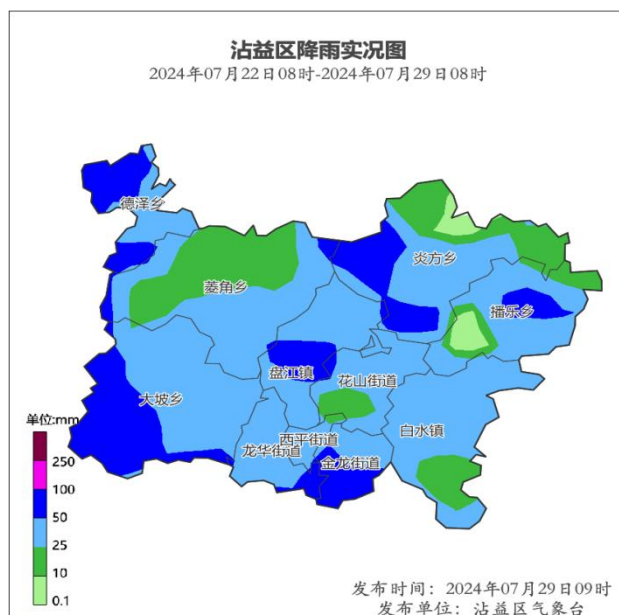 沾益区降雨实况图
2024年07月22日08时-2024年07月29日08时
德泽乡
炎方乡
菱角乡
播乐乡
盘江镇
花山街道
大坡乡
白水镇
西平街道
龙华街道
金龙街道
单位:mm
250
100
50
25
10
0.1
发布时间：2024年07月29日09时
发布单位：沾益区气象台